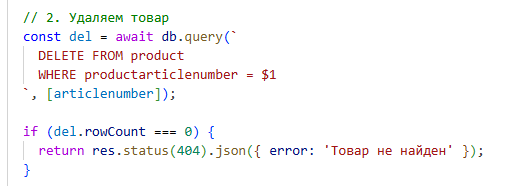 // 2. Удаляем товар
const del = await db.query(`
  DELETE FROM product
  WHERE productarticlenumber = $1
`, [articlenumber]);

if (del.rowCount === 0) {
  return res.status(404).json({ error: 'Товар не найден' });
}